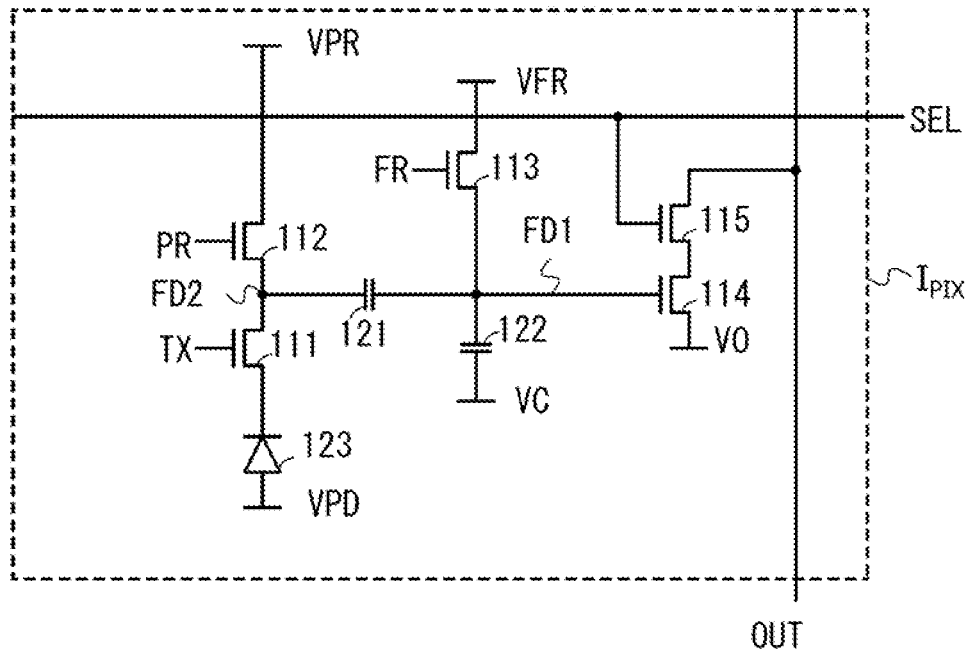 VPR
VFR
SEL
FR
113
115
PR
112
FD1
FD2
114
I_PIX
121
122
TX
111
VO
VC
123
VPD
OUT